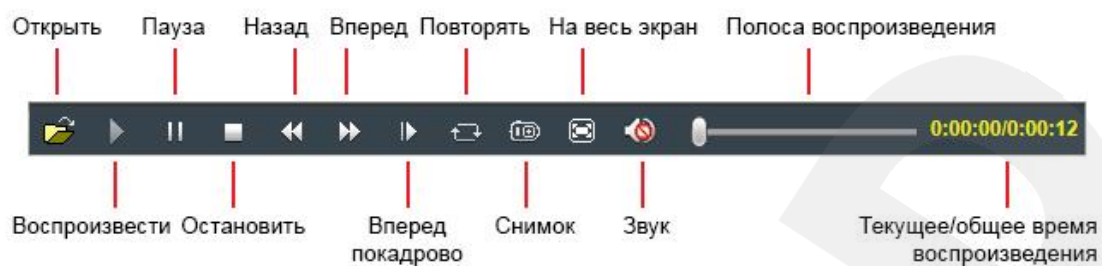 Открыть Пауза Назад Вперед Повторять На весь экран Полоса воспроизведения
0:00:00/0:00:12
Воспроизвести Остановить Вперед покадрово Снимок Звук Текущее/общее время воспроизведения